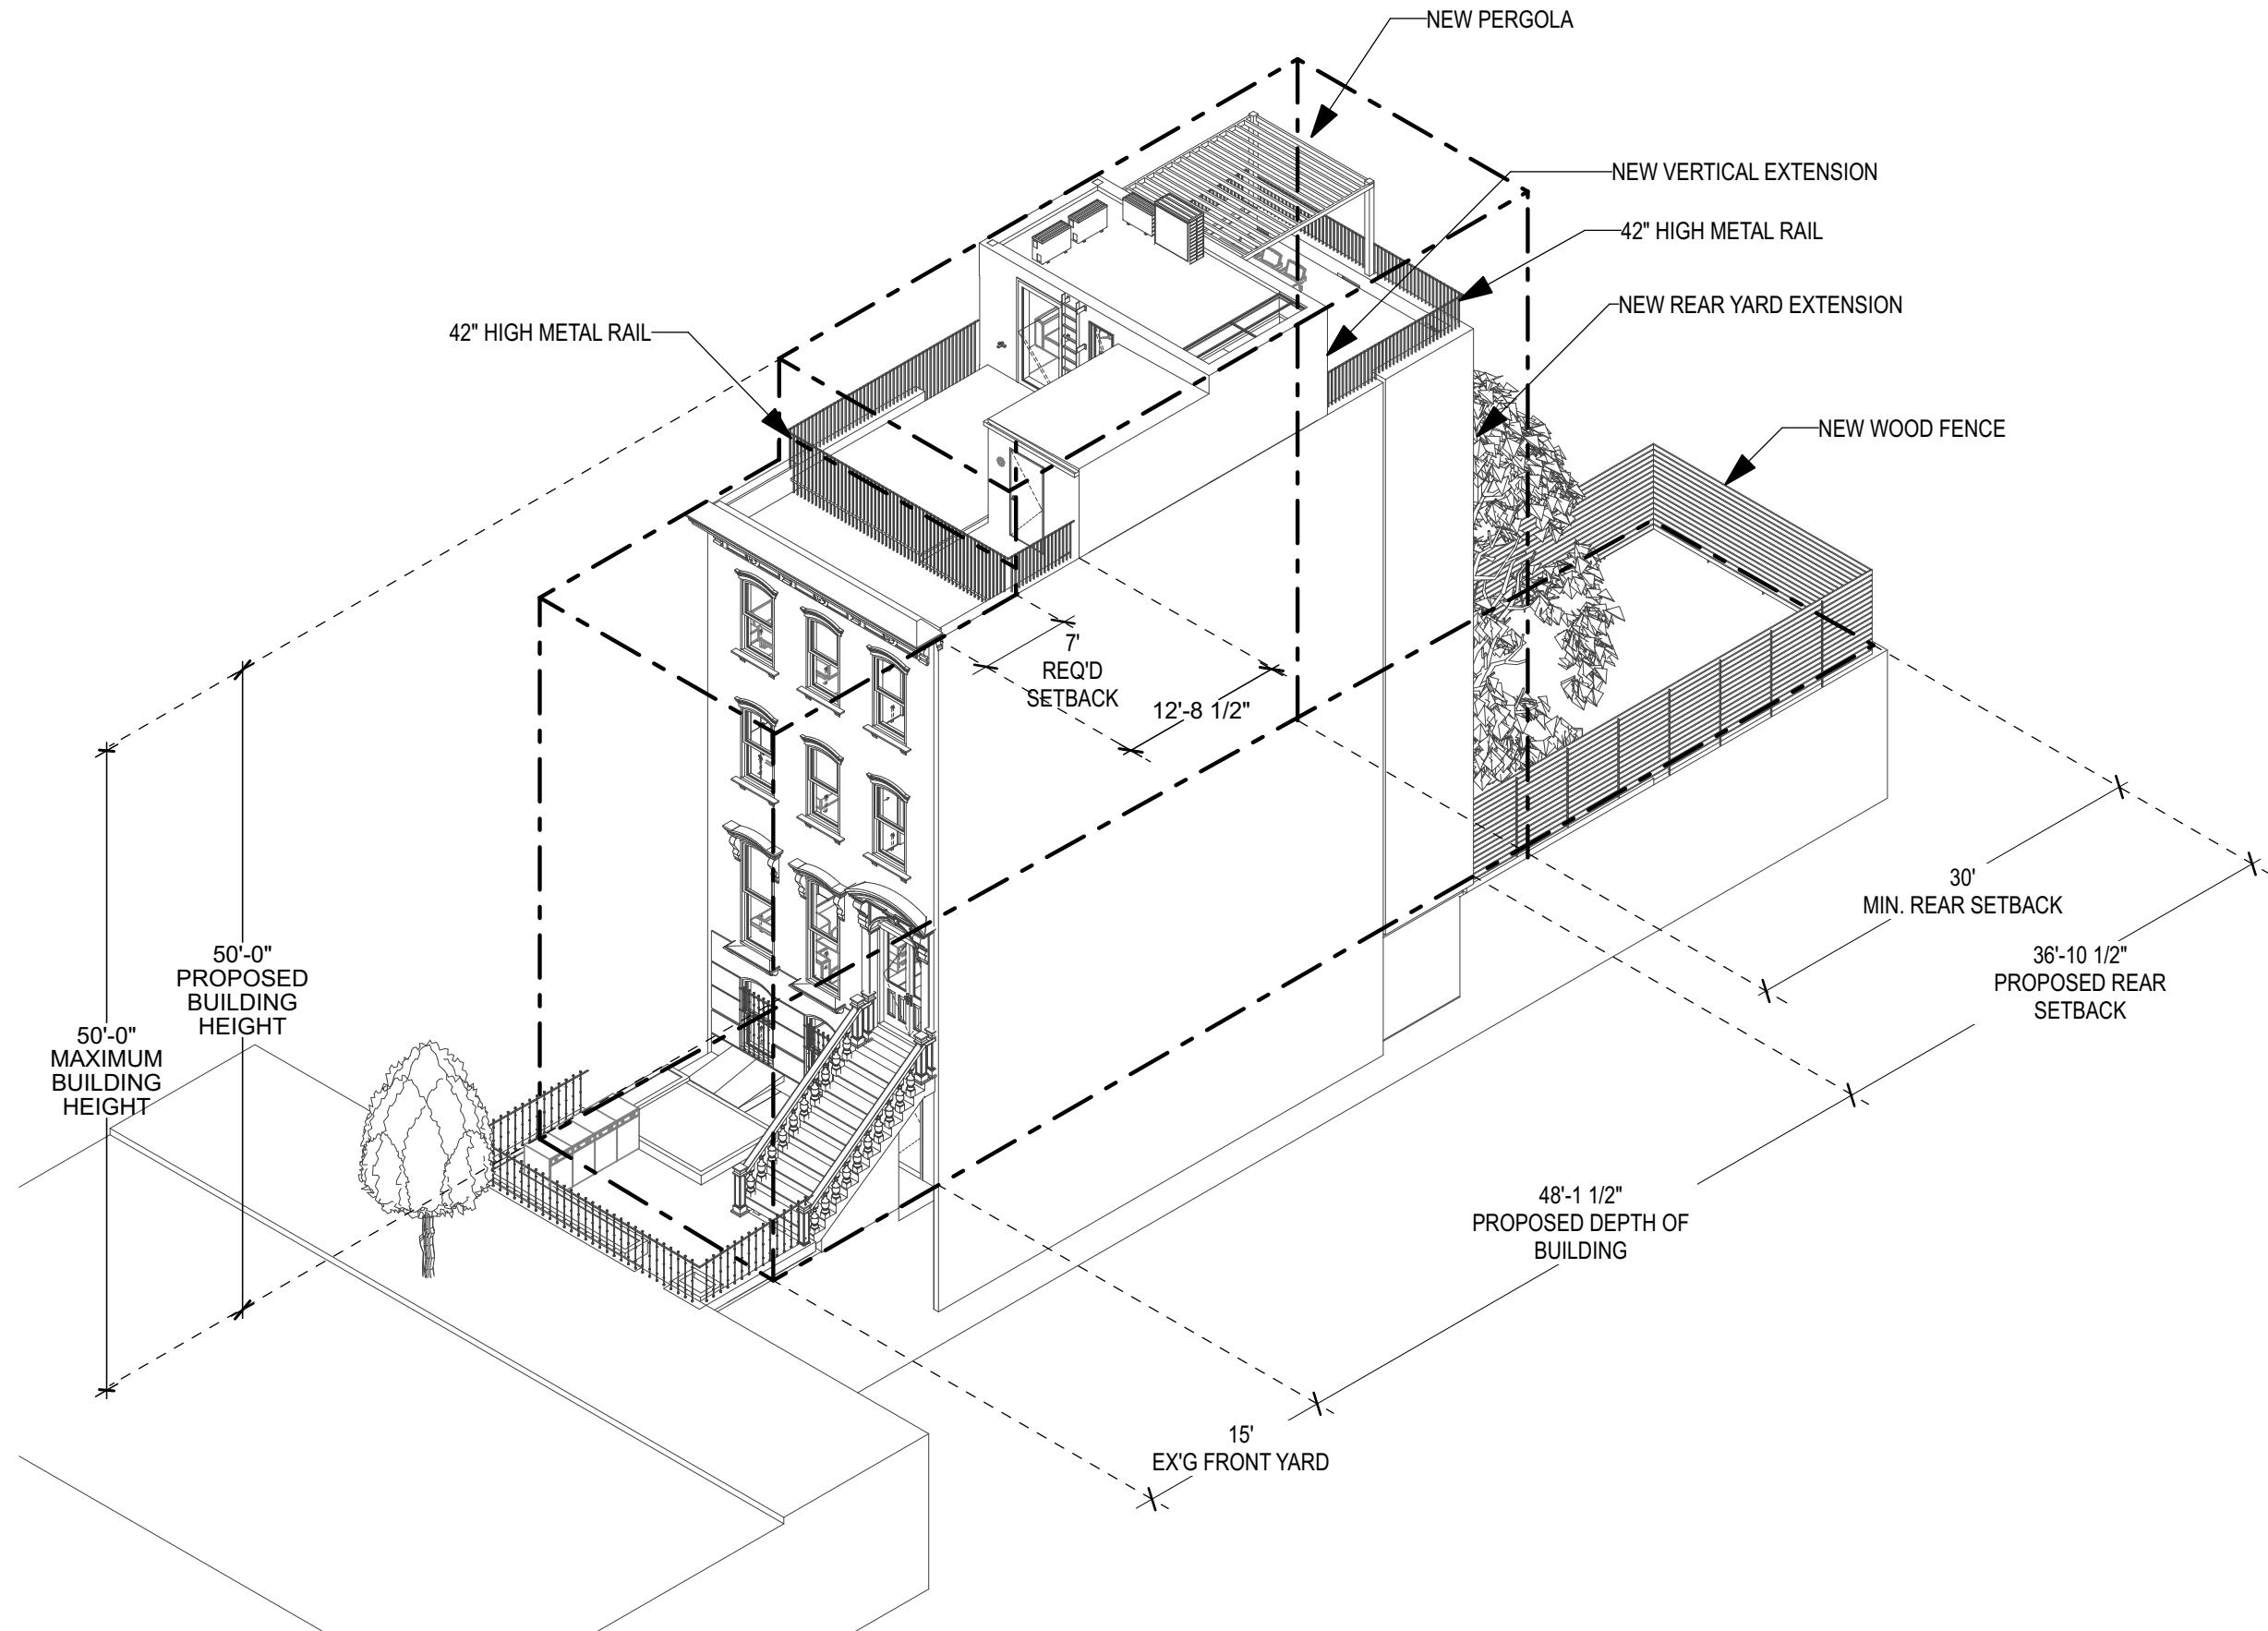 NEW PERGOLA
NEW VERTICAL EXTENSION
42" HIGH METAL RAIL
NEW REAR YARD EXTENSION
42" HIGH METAL RAIL
NEW WOOD FENCE
7'
REQ'D
SETBACK
12'-8 1/2"
30'
MIN. REAR SETBACK
36'-10 1/2"
PROPOSED REAR
SETBACK
50'-0"
PROPOSED
BUILDING
HEIGHT
50'-0"
MAXIMUM
BUILDING
HEIGHT
48'-1 1/2"
PROPOSED DEPTH OF
BUILDING
15'
EX'G FRONT YARD